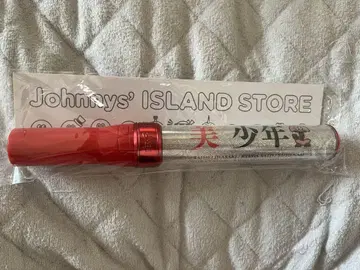 Johnnys' ISLAND STORE
美 少年